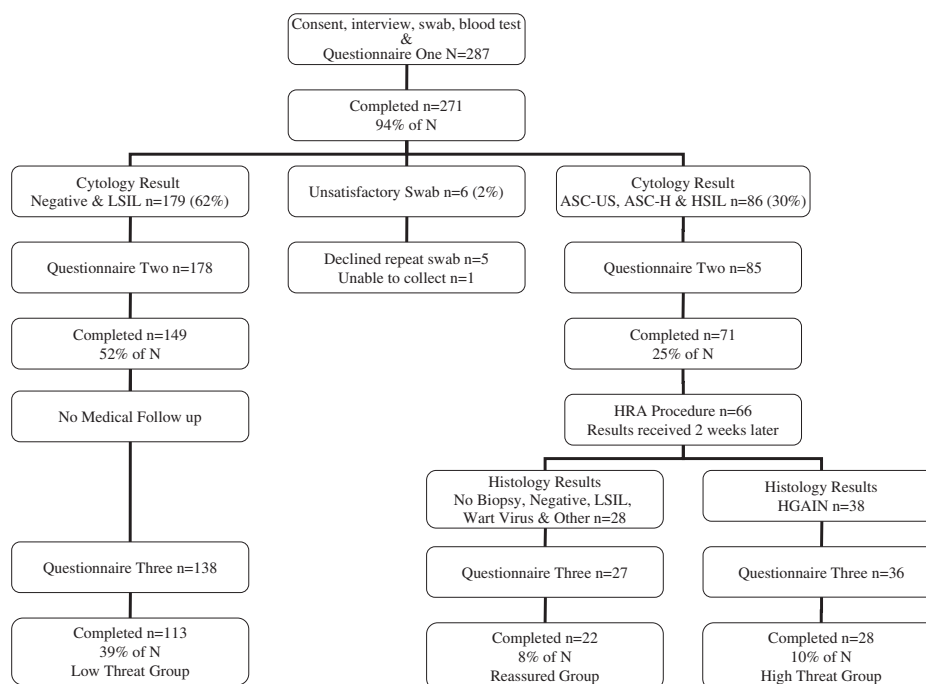 Consent, interview, swab, blood test
&
Questionnaire One N=287
Completed n=271
94% of N
Cytology Result
Negative & LSIL n=179 (62%)
Unsatisfactory Swab n=6 (2%)
Cytology Result
ASC-US, ASC-H & HSIL n=86 (30%)
Questionnaire Two n=178
Declined repeat swab n=5
Unable to collect n=1
Questionnaire Two n=85
Completed n=149
52% of N
Completed n=71
25% of N
No Medical Follow up
HRA Procedure n=66
Results received 2 weeks later
Histology Results
No Biopsy, Negative, LSIL,
Wart Virus & Other n=28
Histology Results
HGAIN n=38
Questionnaire Three n=138
Questionnaire Three n=27
Questionnaire Three n=36
Completed n=113
39% of N
Low Threat Group
Completed n=22
8% of N
Reassured Group
Completed n=28
10% of N
High Threat Group